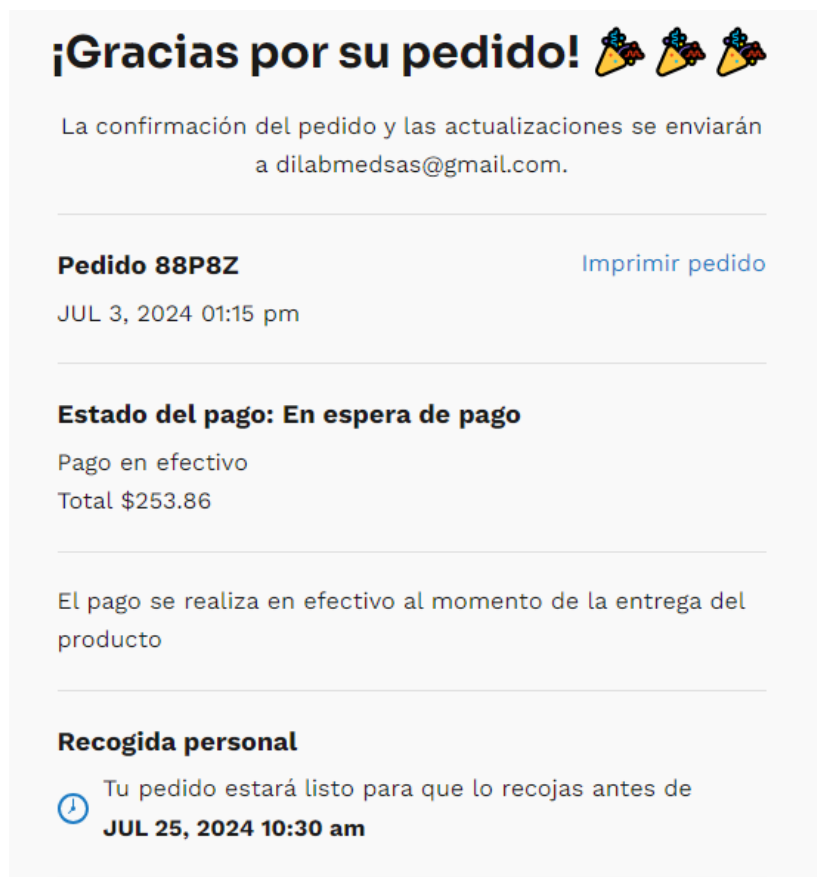 ¡Gracias por su pedido! 🎉 🎉 🎉
La confirmación del pedido y las actualizaciones se enviarán
a dilabmedsas@gmail.com.
Pedido 88P8Z
Imprimir pedido
JUL 3, 2024 01:15 pm
Estado del pago: En espera de pago
Pago en efectivo
Total $253.86
El pago se realiza en efectivo al momento de la entrega del
producto
Recogida personal
Tu pedido estará listo para que lo recojas antes de
JUL 25, 2024 10:30 am